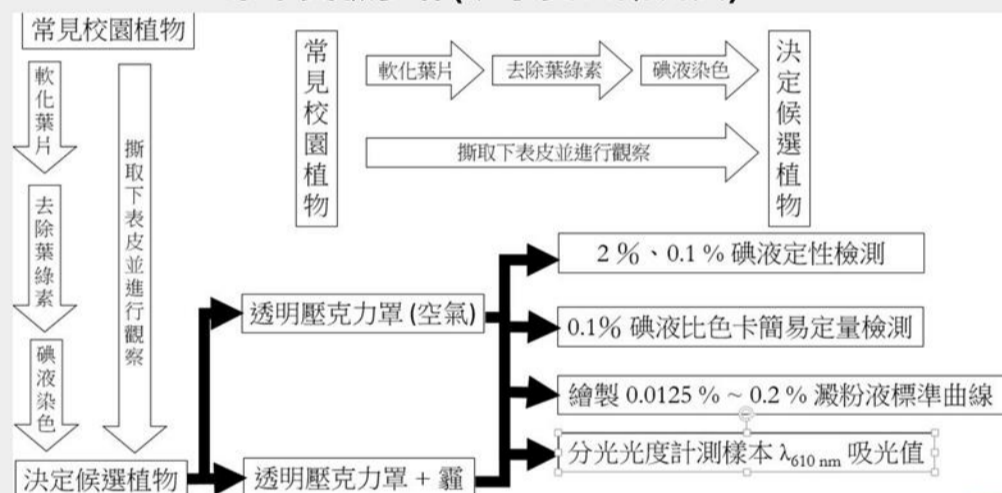 常見校園植物
軟化葉片
去除葉綠素
碘液染色
撕取下表皮並進行觀察
決定候選植物
常見校園植物
軟化葉片
去除葉綠素
碘液染色
撕取下表皮並進行觀察
決定候選植物
透明壓克力罩 (空氣)
透明壓克力罩 + 霾
2 %、0.1 % 碘液定性檢測
0.1% 碘液比色卡簡易定量檢測
繪製 0.0125 % ~ 0.2 % 澱粉液標準曲線
分光光度計測樣本 λ610 nm 吸光值